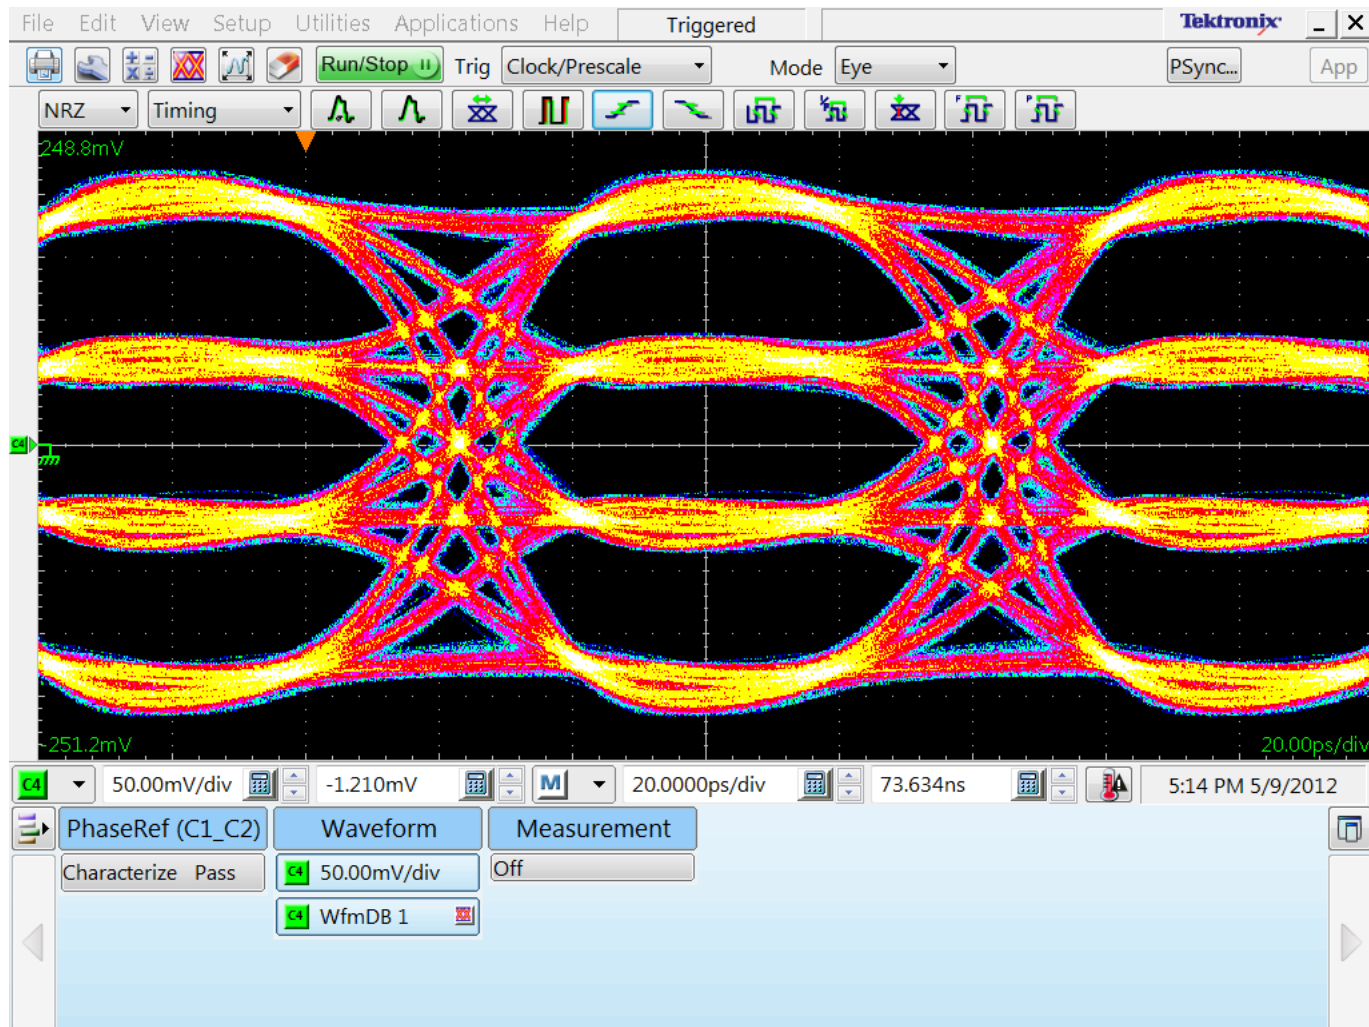 File Edit View Setup Utilities Applications Help Triggered Tektronix
Run/Stop Trig Clock/Prescale Mode Eye PSync... App
NRZ Timing
248.8mV
C4
-251.2mV 20.00ps/div
C4 50.00mV/div -1.210mV M 20.0000ps/div 73.634ns 5:14 PM 5/9/2012
PhaseRef (C1_C2) Waveform Measurement
Characterize Pass C4 50.00mV/div Off
C4 WfmDB 1